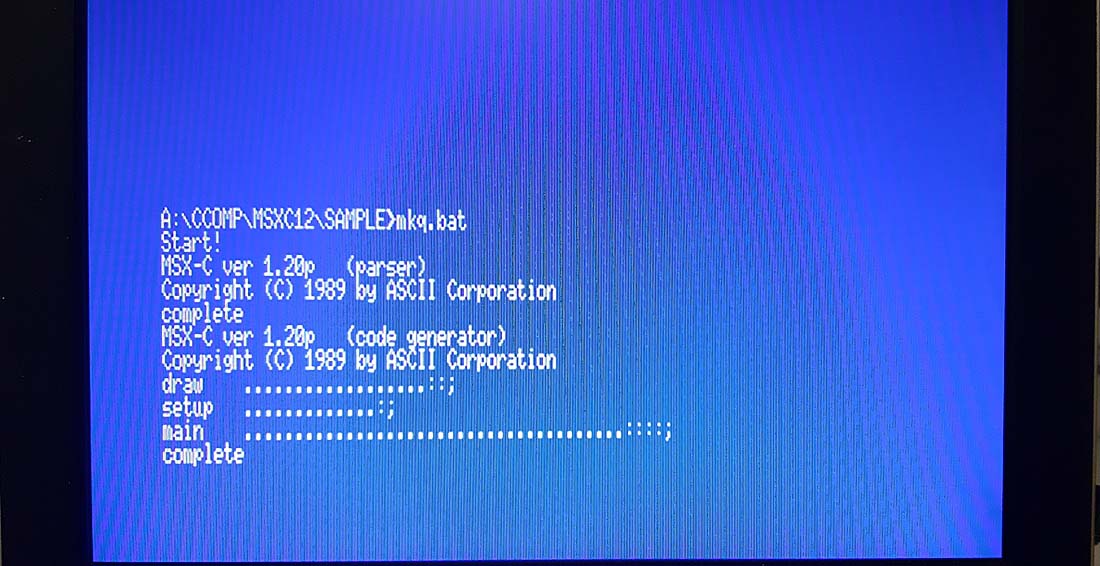 A:\CCOMP\MSXC12\SAMPLE>mkq.bat
Start!
MSX-C ver 1.20p   (parser)
Copyright (C) 1989 by ASCII Corporation
complete
MSX-C ver 1.20p   (code generator)
Copyright (C) 1989 by ASCII Corporation
draw    ..................::;
setup   .............:;
main    .....................................::::;
complete